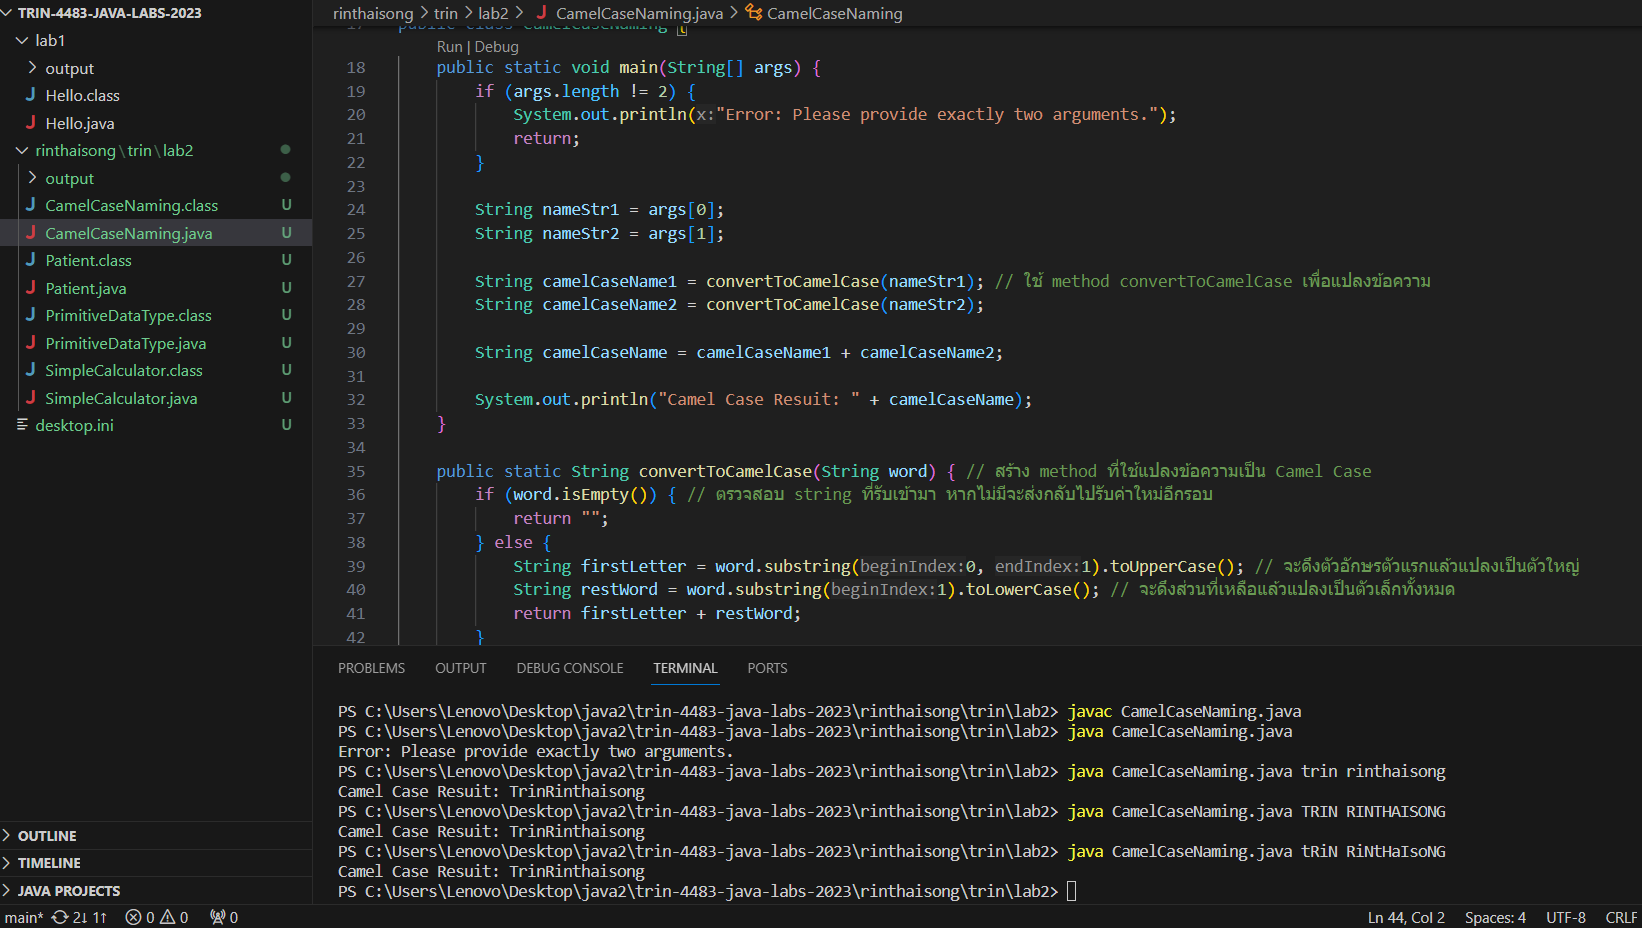 TRIN-4483-JAVA-LABS-2023
lab1
output
Hello.class
Hello.java
rinthaisong\trin\lab2
output
CamelCaseNaming.class U
CamelCaseNaming.java U
Patient.class U
Patient.java U
PrimitiveDataType.class U
PrimitiveDataType.java U
SimpleCalculator.class U
SimpleCalculator.java U
desktop.ini U
OUTLINE
TIMELINE
JAVA PROJECTS
rinthaisong > trin > lab2 > J CamelCaseNaming.java > CamelCaseNaming
17 public class CamelCaseNaming {
Run | Debug
18 public static void main(String[] args) {
19 if (args.length != 2) {
20 System.out.println(x:"Error: Please provide exactly two arguments.");
21 return;
22 }
23
24 String nameStr1 = args[0];
25 String nameStr2 = args[1];
26
27 String camelCaseName1 = convertToCamelCase(nameStr1); // ใช้ method convertToCamelCase เพื่อแปลงข้อความ
28 String camelCaseName2 = convertToCamelCase(nameStr2);
29
30 String camelCaseName = camelCaseName1 + camelCaseName2;
31
32 System.out.println("Camel Case Resuit: " + camelCaseName);
33 }
34
35 public static String convertToCamelCase(String word) { // สร้าง method ที่ใช้แปลงข้อความเป็น Camel Case
36 if (word.isEmpty()) { // ตรวจสอบ string ที่รับเข้ามา หากไม่มีจะส่งกลับไปรับค่าใหม่อีกรอบ
37 return "";
38 } else {
39 String firstLetter = word.substring(beginIndex:0, endIndex:1).toUpperCase(); // จะดึงตัวอักษรตัวแรกแล้วแปลงเป็นตัวใหญ่
40 String restWord = word.substring(beginIndex:1).toLowerCase(); // จะดึงส่วนที่เหลือแล้วแปลงเป็นตัวเล็กทั้งหมด
41 return firstLetter + restWord;
42 }
PROBLEMS OUTPUT DEBUG CONSOLE TERMINAL PORTS
PS C:\Users\Lenovo\Desktop\java2\trin-4483-java-labs-2023\rinthaisong\trin\lab2> javac CamelCaseNaming.java
PS C:\Users\Lenovo\Desktop\java2\trin-4483-java-labs-2023\rinthaisong\trin\lab2> java CamelCaseNaming.java
Error: Please provide exactly two arguments.
PS C:\Users\Lenovo\Desktop\java2\trin-4483-java-labs-2023\rinthaisong\trin\lab2> java CamelCaseNaming.java trin rinthaisong
Camel Case Resuit: TrinRinthaisong
PS C:\Users\Lenovo\Desktop\java2\trin-4483-java-labs-2023\rinthaisong\trin\lab2> java CamelCaseNaming.java TRIN RINTHAISONG
Camel Case Resuit: TrinRinthaisong
PS C:\Users\Lenovo\Desktop\java2\trin-4483-java-labs-2023\rinthaisong\trin\lab2> java CamelCaseNaming.java tRiN RiNtHaIsoNG
Camel Case Resuit: TrinRinthaisong
PS C:\Users\Lenovo\Desktop\java2\trin-4483-java-labs-2023\rinthaisong\trin\lab2>
main* 2↓ 1↑ 0 0 0 Ln 44, Col 2 Spaces: 4 UTF-8 CRLF